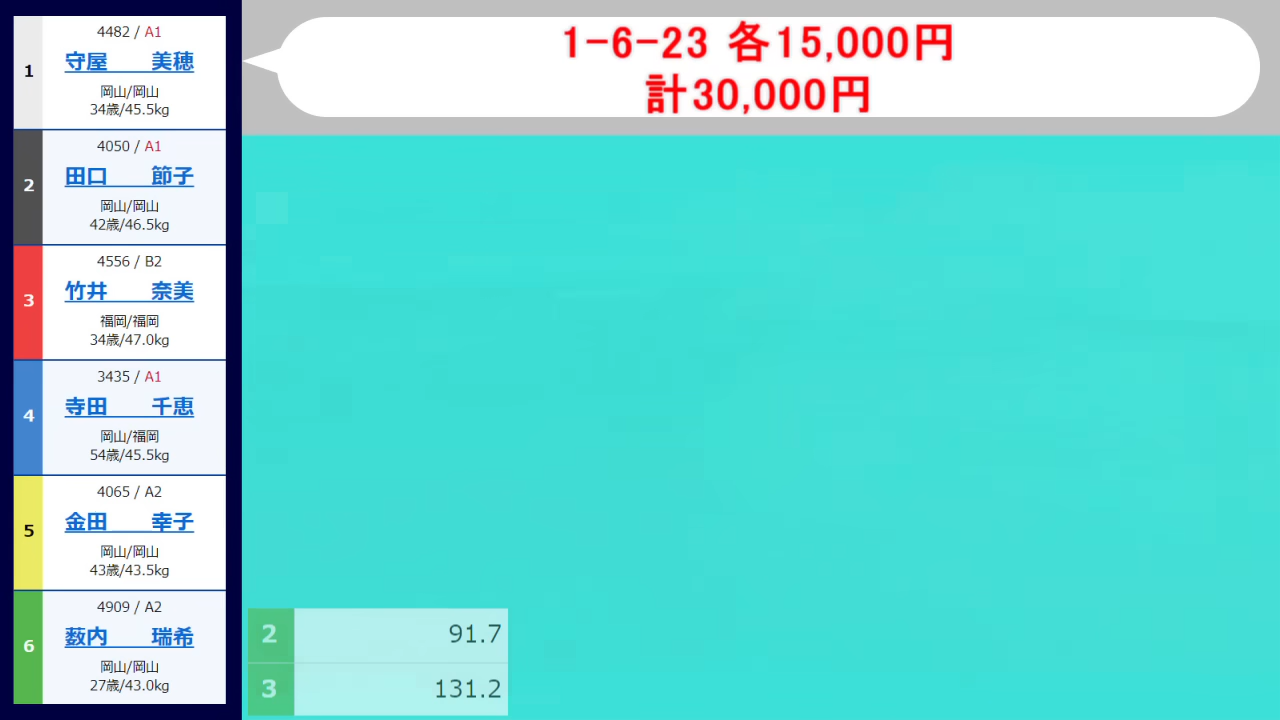 1
4482 / A1
守屋 美穂
岡山/岡山
34歳/45.5kg
2
4050 / A1
田口 節子
岡山/岡山
42歳/46.5kg
3
4556 / B2
竹井 奈美
福岡/福岡
34歳/47.0kg
4
3435 / A1
寺田 千恵
岡山/福岡
54歳/45.5kg
5
4065 / A2
金田 幸子
岡山/岡山
43歳/43.5kg
6
4909 / A2
薮内 瑞希
岡山/岡山
27歳/43.0kg
1-6-23 各15,000円
計30,000円
2 91.7
3 131.2